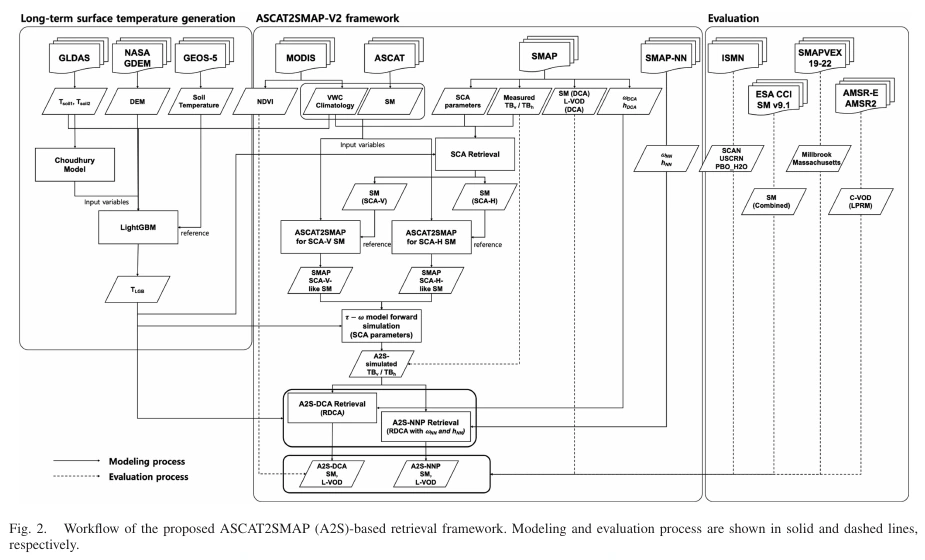 Long-term surface temperature generation
ASCAT2SMAP-V2 framework
Evaluation
GLDAS
NASA
GDEM
GEOS-5
MODIS
ASCAT
SMAP
SMAP-NN
ISMN
SMAPVEX
19-22
ESA CCI
SM v9.1
AMSR-E
AMSR2
Tsoil1, Tsoil2
DEM
Soil
Temperature
NDVI
VWC
Climatology
SM
SCA
parameters
Measured
TBv / TBh
SM (DCA)
L-VOD
(DCA)
ωDCA
hDCA
Choudhury
Model
Input variables
SCA Retrieval
ωNN
hNN
SCAN
USCRN
PBO_H2O
Millbrook
Massachusetts
Input variables
SM
(SCA-V)
SM
(SCA-H)
SM
(Combined)
C-VOD
(LPRM)
LightGBM
reference
ASCAT2SMAP
for SCA-V SM
reference
ASCAT2SMAP
for SCA-H SM
reference
TLGB
SMAP
SCA-V-
like SM
SMAP
SCA-H-
like SM
τ − ω model forward
simulation
(SCA parameters)
A2S-
simulated
TBv / TBh
A2S-DCA Retrieval
(RDCA)
A2S-NNP Retrieval
(RDCA with ωNN and hNN)
Modeling process
Evaluation process
A2S-DCA
SM,
L-VOD
A2S-NNP
SM,
L-VOD
Fig. 2. Workflow of the proposed ASCAT2SMAP (A2S)-based retrieval framework. Modeling and evaluation process are shown in solid and dashed lines,
respectively.